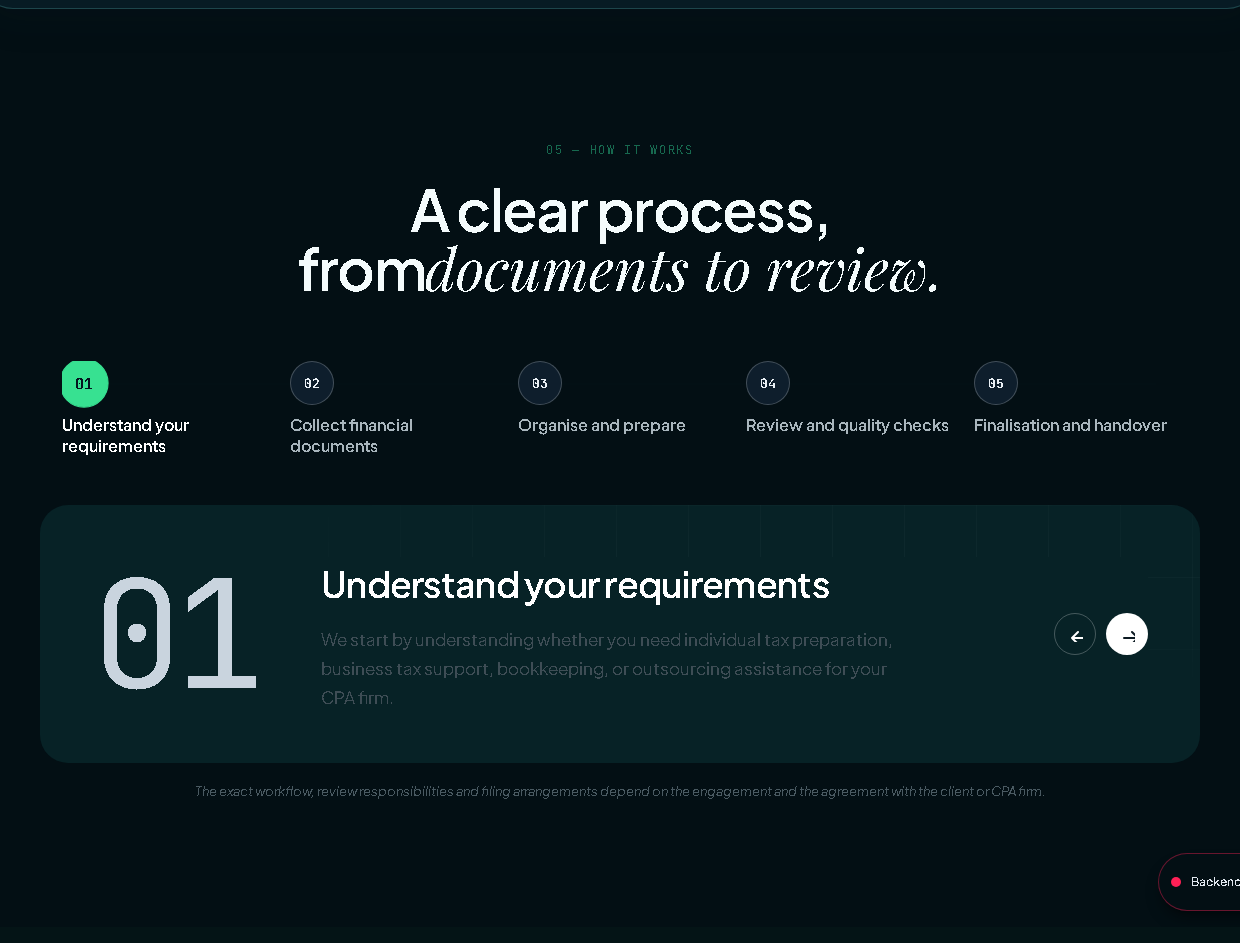 05 — HOW IT WORKS
A clear process,
fromdocuments to review.
01
02
03
04
05
Understand your
requirements
Collect financial
documents
Organise and prepare
Review and quality checks
Finalisation and handover
01
Understand your requirements
We start by understanding whether you need individual tax preparation,
business tax support, bookkeeping, or outsourcing assistance for your
CPA firm.
The exact workflow, review responsibilities and filing arrangements depend on the engagement and the agreement with the client or CPA firm.